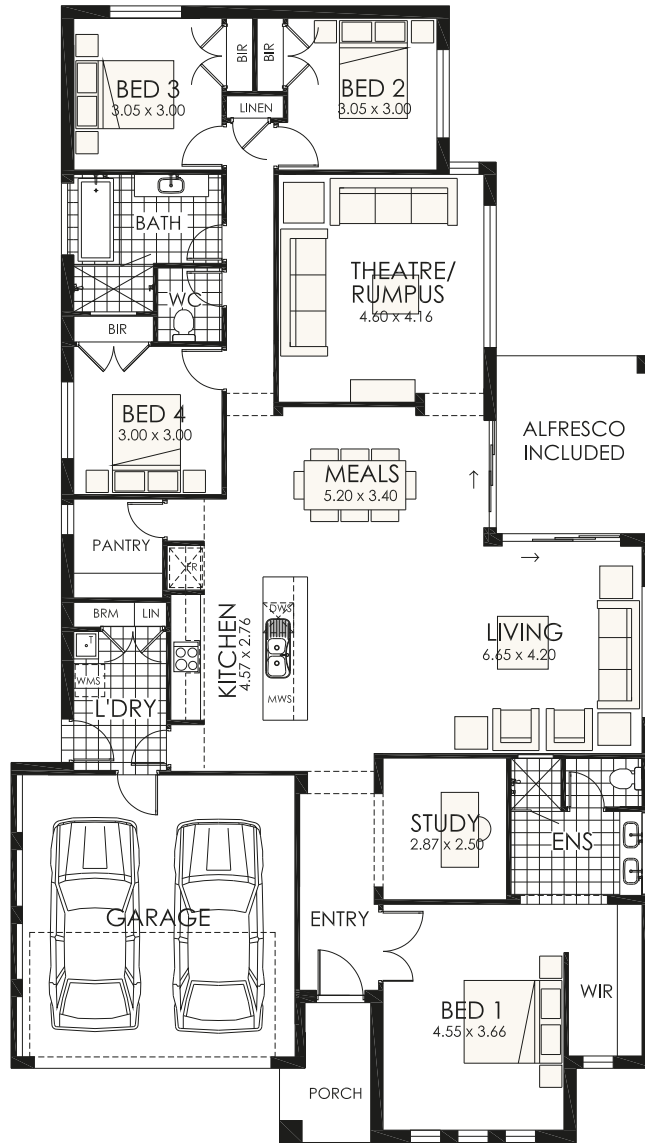 BIR
BIR
BED 3
3.05 x 3.00
BED 2
3.05 x 3.00
LINEN
BATH
THEATRE/
RUMPUS
4.60 x 4.16
WC
BIR
BED 4
3.00 x 3.00
ALFRESCO
INCLUDED
MEALS
5.20 x 3.40
PANTRY
FR
BRM
LIN
KITCHEN
4.57 x 2.76
DWS
MWS
LIVING
6.65 x 4.20
T
WMS
L'DRY
STUDY
2.87 x 2.50
ENS
GARAGE
ENTRY
BED 1
4.55 x 3.66
WIR
PORCH